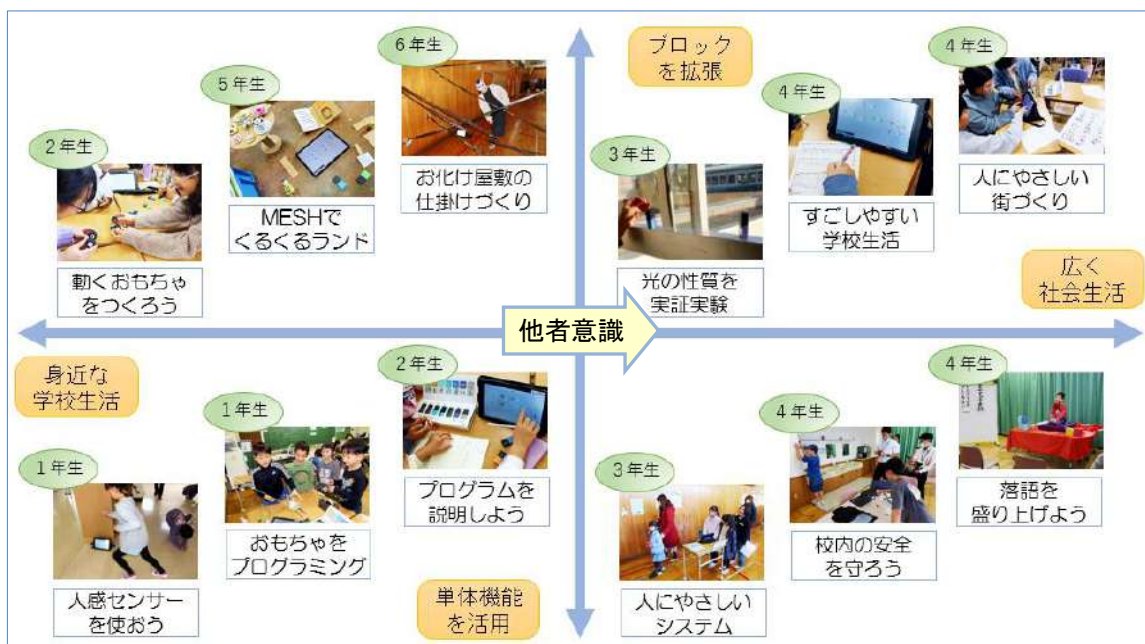 6年生
ブロック
を拡張
4年生
5年生
4年生
2年生
3年生
お化け屋敷の
仕掛けづくり
人にやさしい
街づくり
MESHで
くるくるランド
すごしやすい
学校生活
動くおもちゃ
をつくろう
光の性質を
実証実験
広く
社会生活
他者意識
身近な
学校生活
2年生
4年生
1年生
4年生
1年生
3年生
プログラムを
説明しよう
落語を
盛り上げよう
おもちゃを
プログラミング
校内の安全
を守ろう
人感センサー
を使おう
単体機能
を活用
人にやさしい
システム